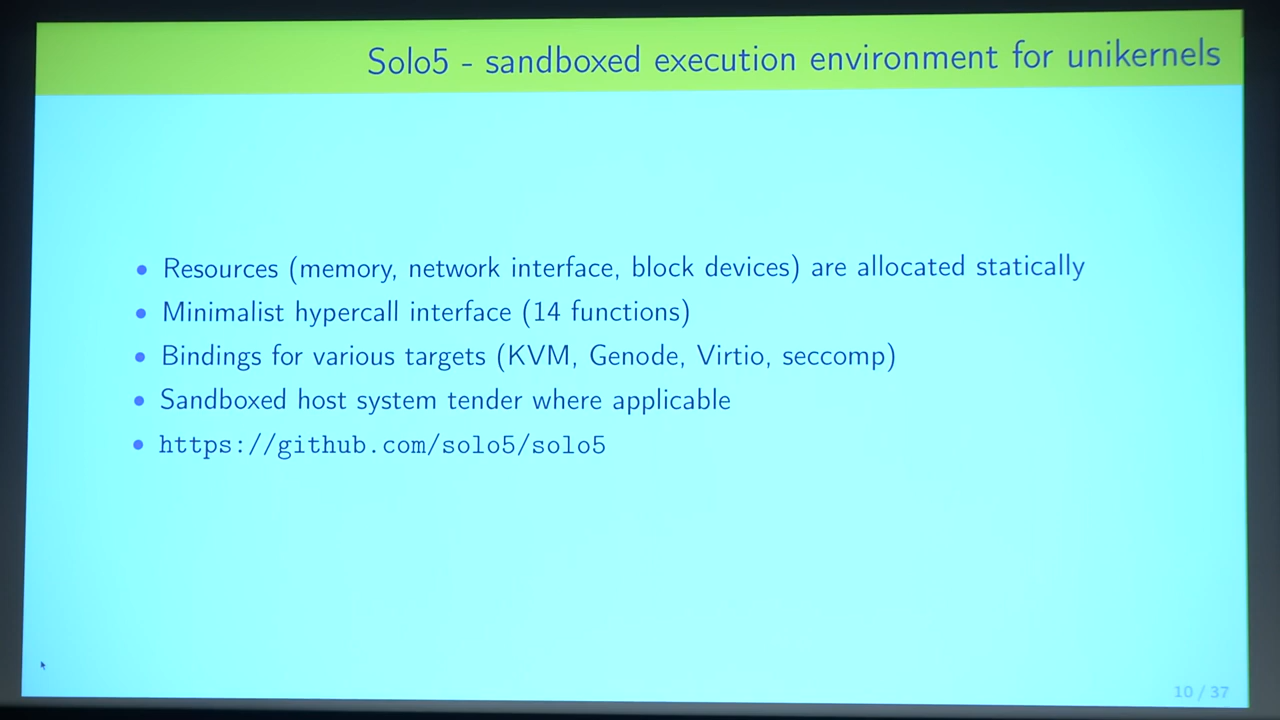 Solo5 - sandboxed execution environment for unikernels
• Resources (memory, network interface, block devices) are allocated statically
• Minimalist hypercall interface (14 functions)
• Bindings for various targets (KVM, Genode, Virtio, seccomp)
• Sandboxed host system tender where applicable
• https://github.com/solo5/solo5
10 / 37